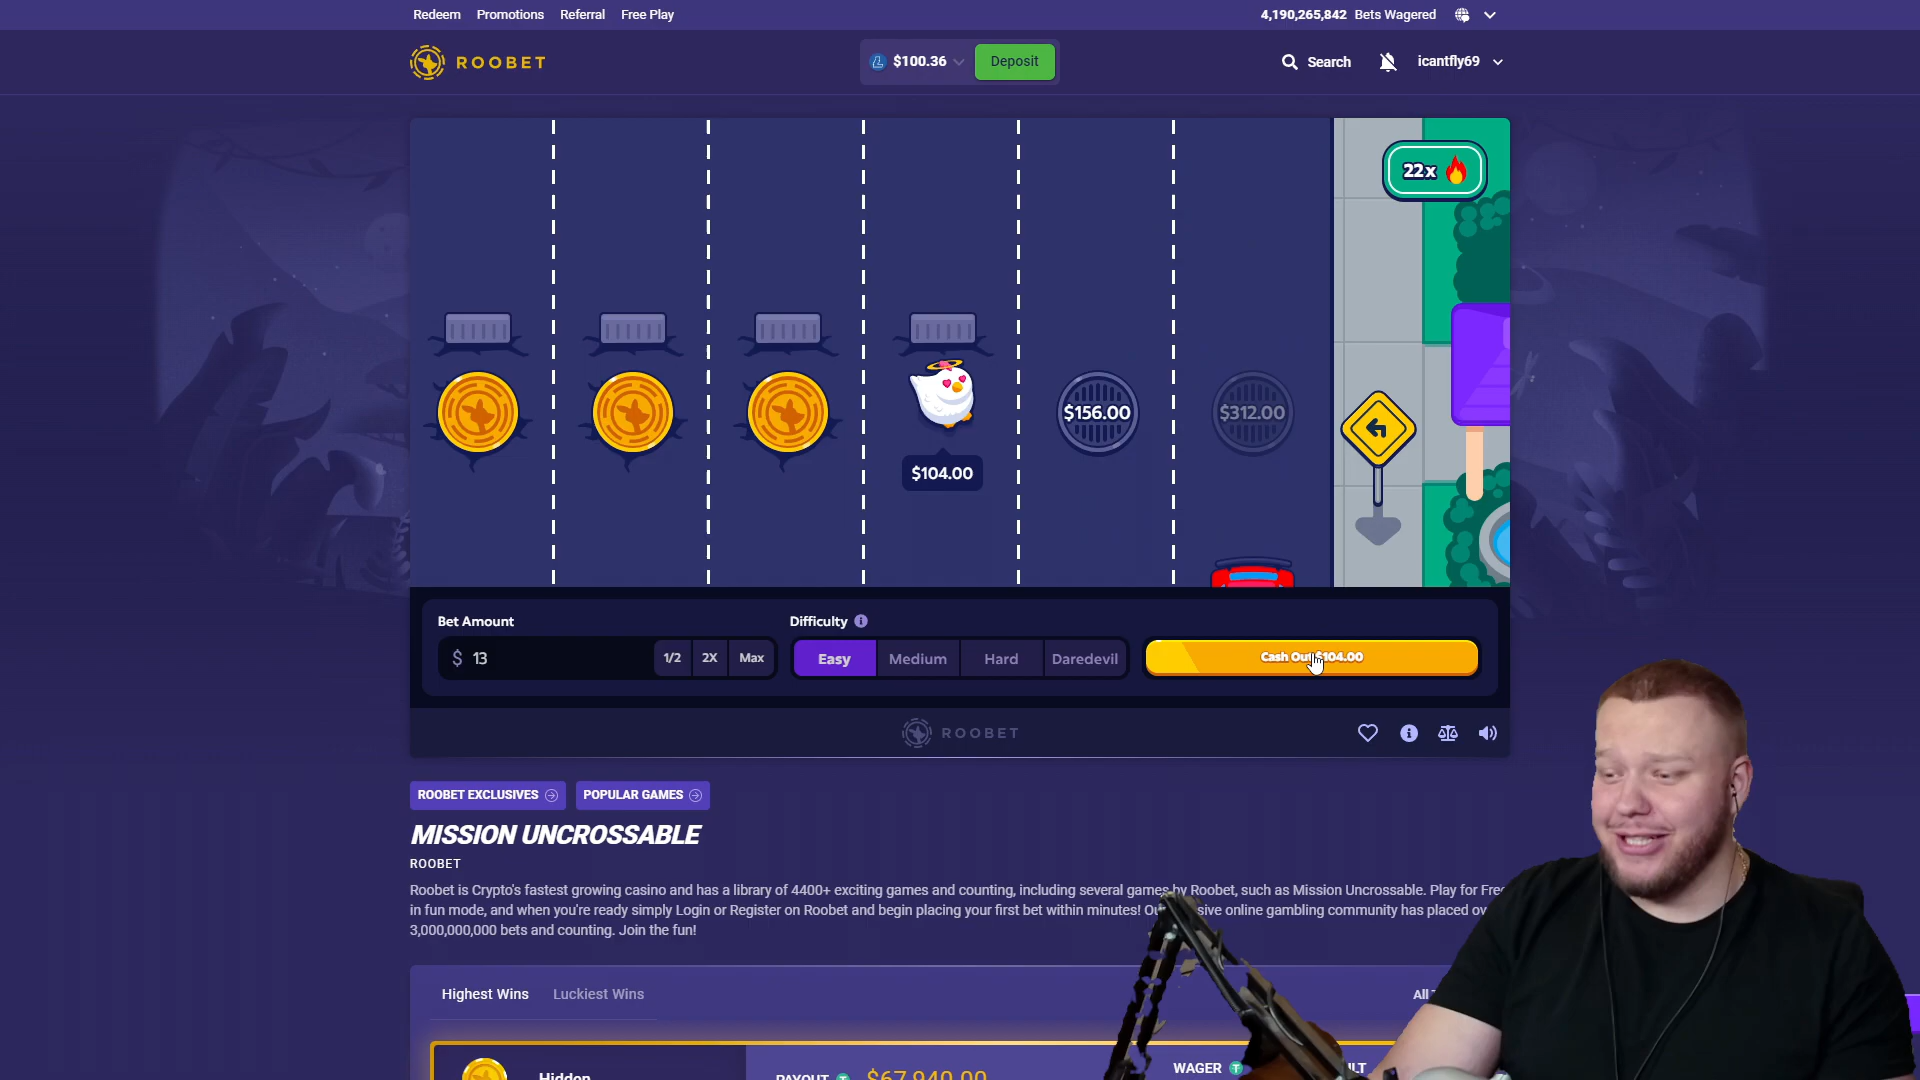 Redeem Promotions Referral Free Play
4,190,265,842 Bets Wagered
ROOBET
$100.36
Deposit
Search
icantfly69
22x
$156.00
$312.00
$104.00
Bet Amount
$ 13
1/2 2X Max
Difficulty
Easy Medium Hard Daredevil
Cash Out $104.00
ROOBET
ROOBET EXCLUSIVES
POPULAR GAMES
MISSION UNCROSSABLE
ROOBET
Roobet is Crypto's fastest growing casino and has a library of 4400+ exciting games and counting, including several games by Roobet, such as Mission Uncrossable. Play for Free
in fun mode, and when you're ready simply Login or Register on Roobet and begin placing your first bet within minutes! online gambling community has placed
3,000,000,000 bets and counting. Join the fun!
Highest Wins Luckiest Wins
All
Hidden
PAYOUT
$67,940.00
WAGER